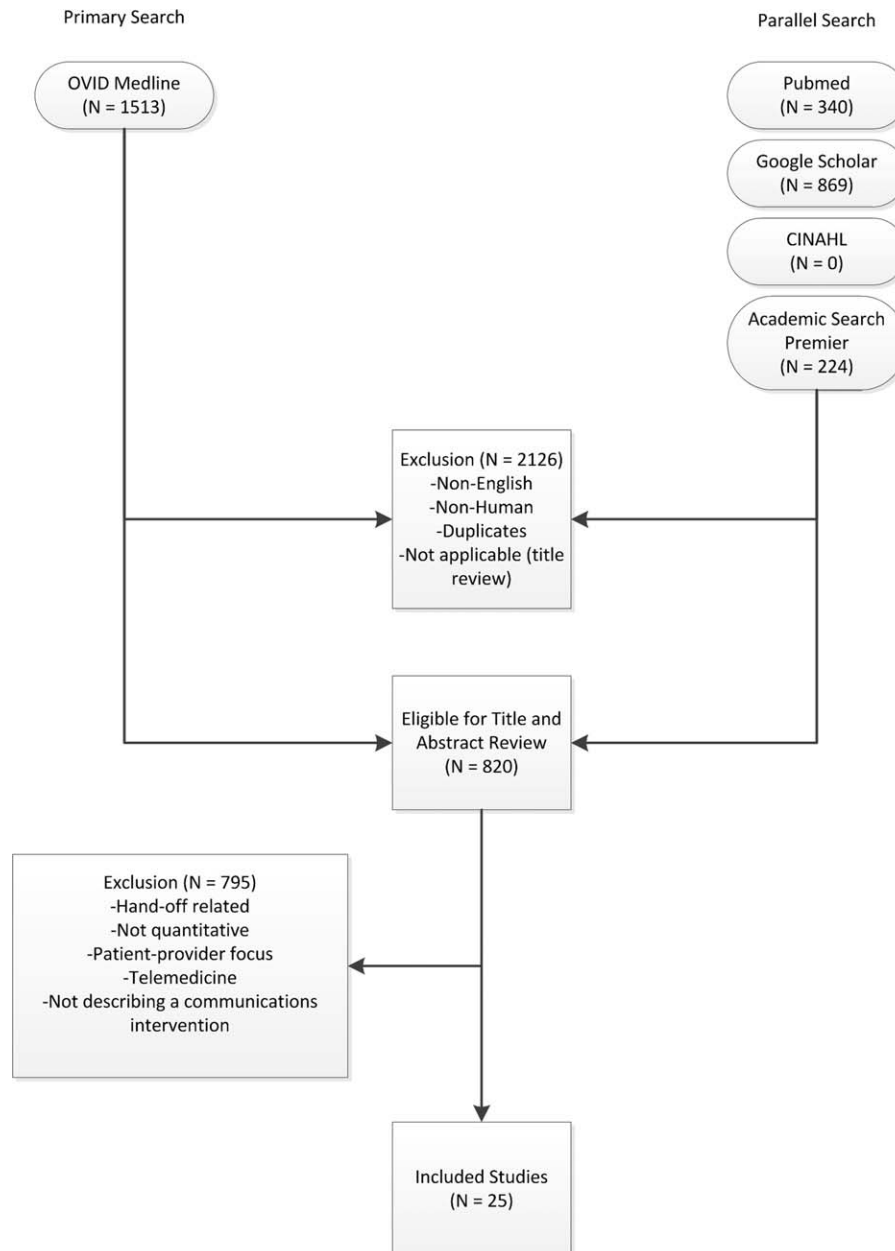 Primary Search
Parallel Search
OVID Medline
(N = 1513)
Pubmed
(N = 340)
Google Scholar
(N = 869)
CINAHL
(N = 0)
Academic Search
Premier
(N = 224)
Exclusion (N = 2126)
-Non-English
-Non-Human
-Duplicates
-Not applicable (title
review)
Eligible for Title and
Abstract Review
(N = 820)
Exclusion (N = 795)
-Hand-off related
-Not quantitative
-Patient-provider focus
-Telemedicine
-Not describing a communications
intervention
Included Studies
(N = 25)